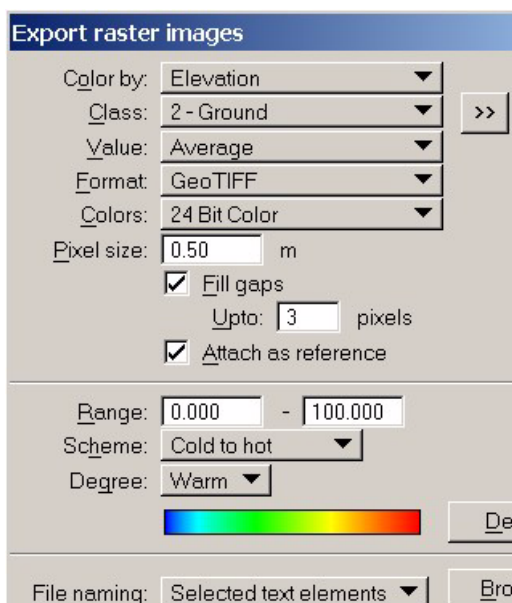 Export raster images
Color by: Elevation
Class: 2 - Ground >>
Value: Average
Format: GeoTIFF
Colors: 24 Bit Color
Pixel size: 0.50 m
Fill gaps
Upto: 3 pixels
Attach as reference
Range: 0.000 - 100.000
Scheme: Cold to hot
Degree: Warm
De
File naming: Selected text elements Bro